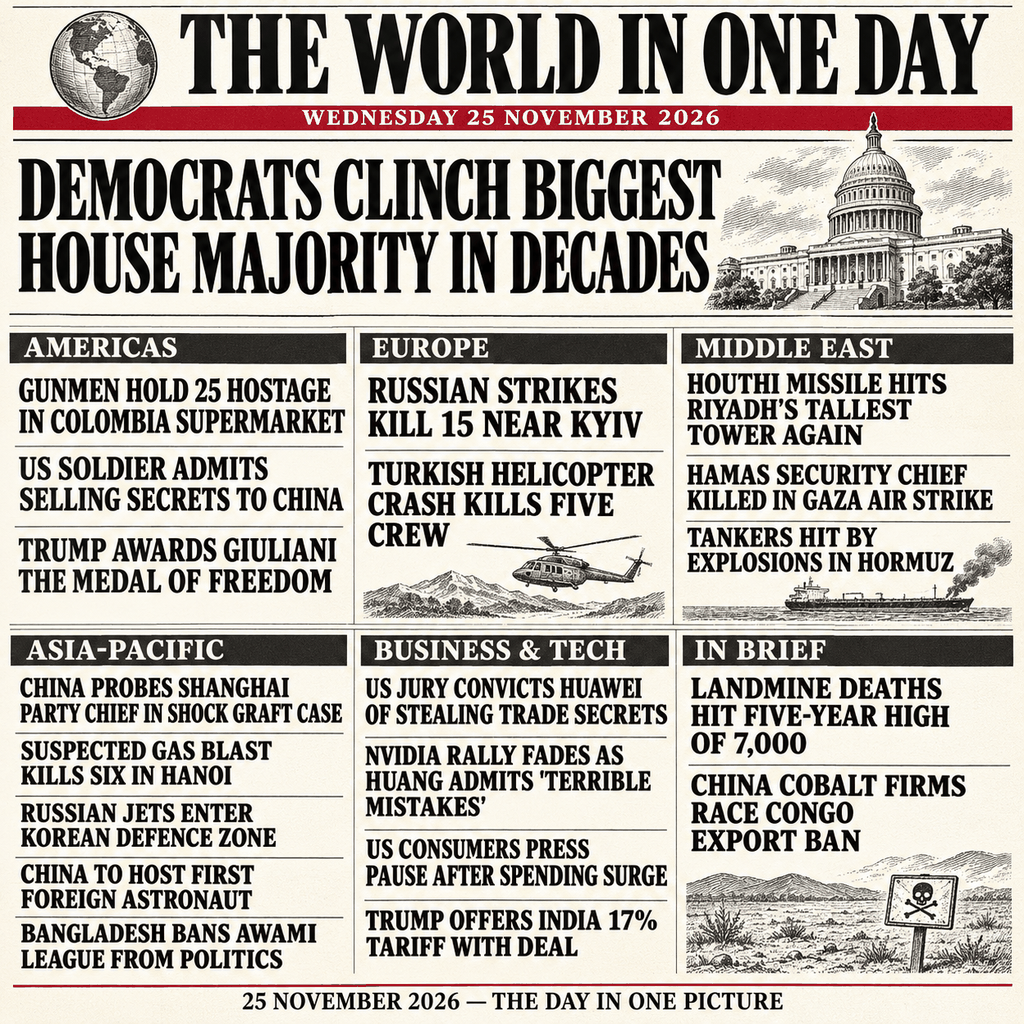 THE WORLD IN ONE DAY
WEDNESDAY 25 NOVEMBER 2026
DEMOCRATS CLINCH BIGGEST
HOUSE MAJORITY IN DECADES
AMERICAS
GUNMEN HOLD 25 HOSTAGE
IN COLOMBIA SUPERMARKET
US SOLDIER ADMITS
SELLING SECRETS TO CHINA
TRUMP AWARDS GIULIANI
THE MEDAL OF FREEDOM
EUROPE
RUSSIAN STRIKES
KILL 15 NEAR KYIV
TURKISH HELICOPTER
CRASH KILLS FIVE
CREW
MIDDLE EAST
HOUTHI MISSILE HITS
RIYADH'S TALLEST
TOWER AGAIN
HAMAS SECURITY CHIEF
KILLED IN GAZA AIR STRIKE
TANKERS HIT BY
EXPLOSIONS IN HORMUZ
ASIA-PACIFIC
CHINA PROBES SHANGHAI
PARTY CHIEF IN SHOCK GRAFT CASE
SUSPECTED GAS BLAST
KILLS SIX IN HANOI
RUSSIAN JETS ENTER
KOREAN DEFENCE ZONE
CHINA TO HOST FIRST
FOREIGN ASTRONAUT
BANGLADESH BANS AWAMI
LEAGUE FROM POLITICS
BUSINESS & TECH
US JURY CONVICTS HUAWEI
OF STEALING TRADE SECRETS
NVIDIA RALLY FADES AS
HUANG ADMITS 'TERRIBLE
MISTAKES'
US CONSUMERS PRESS
PAUSE AFTER SPENDING SURGE
TRUMP OFFERS INDIA 17%
TARIFF WITH DEAL
IN BRIEF
LANDMINE DEATHS
HIT FIVE-YEAR HIGH
OF 7,000
CHINA COBALT FIRMS
RACE CONGO
EXPORT BAN
25 NOVEMBER 2026 — THE DAY IN ONE PICTURE